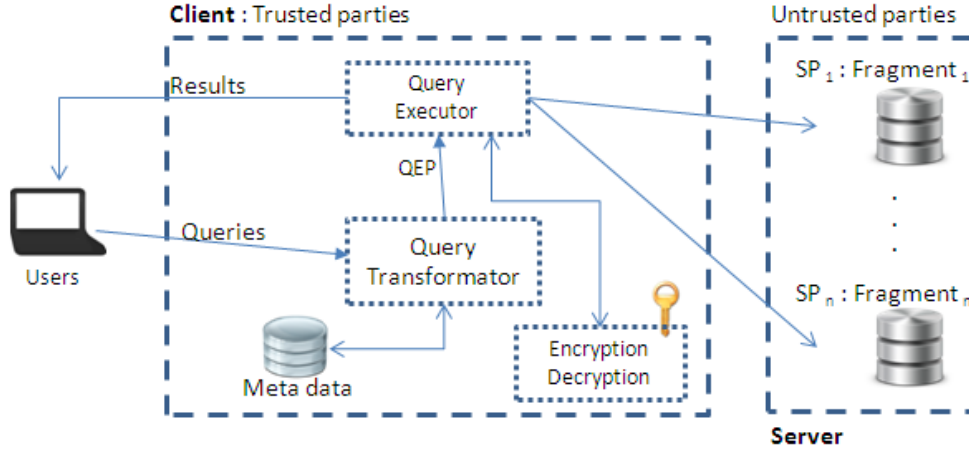 Client : Trusted parties
Untrusted parties
Results
Query
Executor
SP 1 : Fragment 1
QEP
Queries
Query
Transformator
Users
SP n : Fragment n
Meta data
Encryption
Decryption
Server